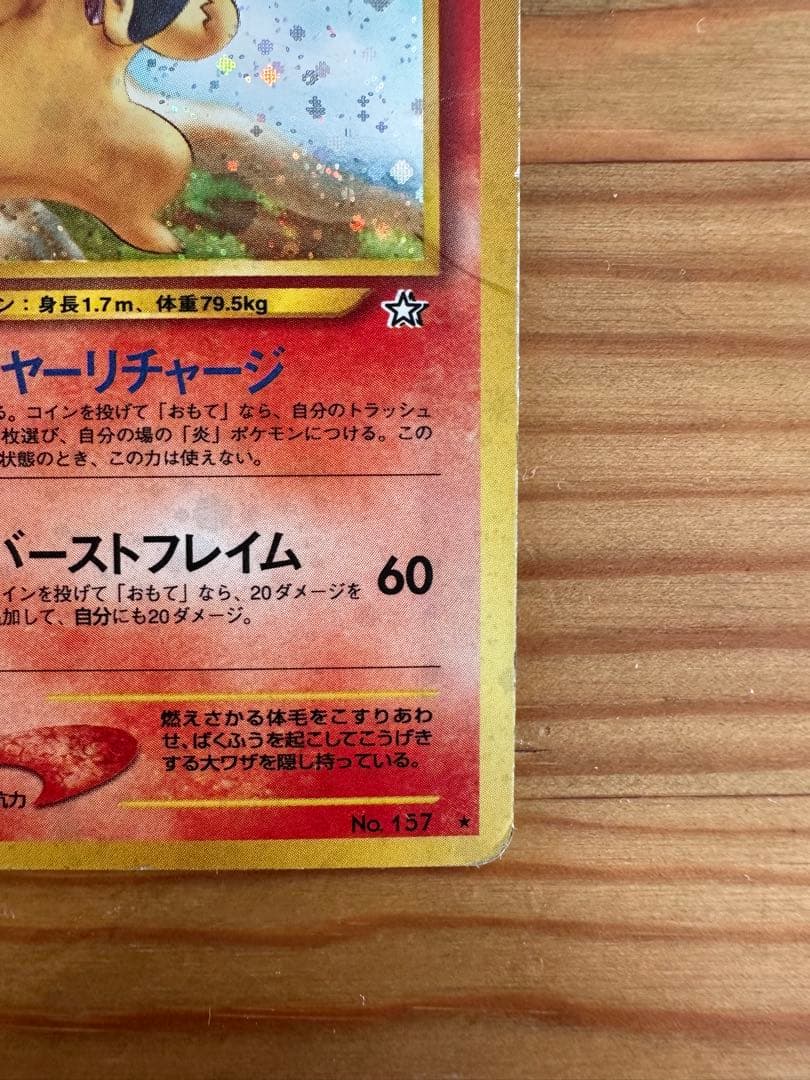 ン：身長1.7m、体重79.5kg
ヤーリチャージ
る。コインを投げて「おもて」なら、自分のトラッシュ
枚選び、自分の場の「炎」ポケモンにつける。この
状態のとき、この力は使えない。
バーストフレイム 60
インを投げて「おもて」なら、20ダメージを
加して、自分にも20ダメージ。
燃えさかる体毛をこすりあわ
せ、ばくふうを起こしてこうげき
する大ワザを隠し持っている。
抗力
No. 157 ★